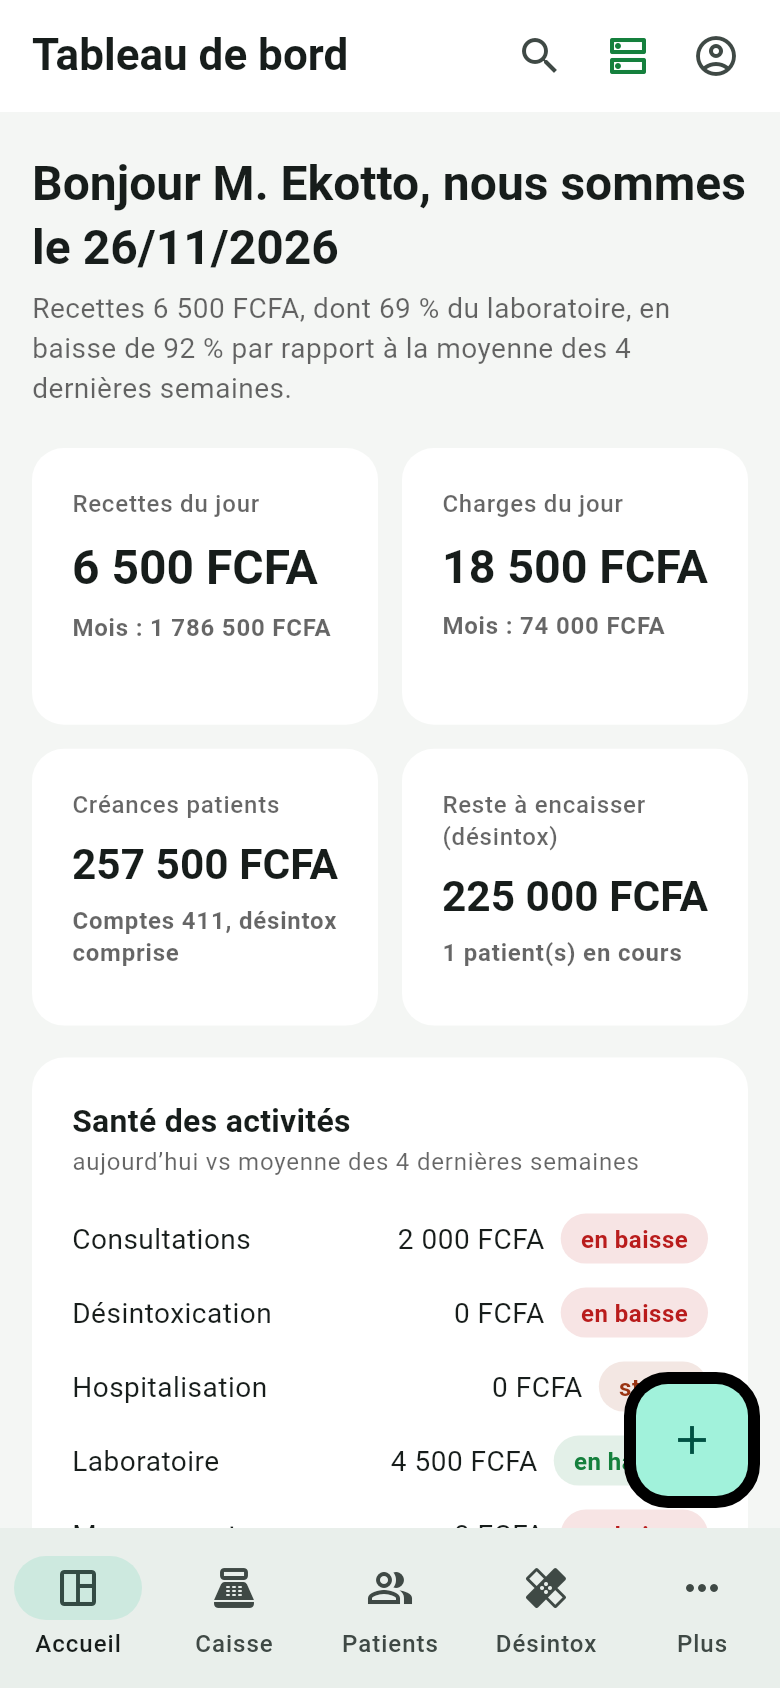 Tableau de bord
Bonjour M. Ekotto, nous sommes
le 26/11/2026
Recettes 6 500 FCFA, dont 69 % du laboratoire, en
baisse de 92 % par rapport à la moyenne des 4
dernières semaines.
Recettes du jour
6 500 FCFA
Mois : 1 786 500 FCFA
Charges du jour
18 500 FCFA
Mois : 74 000 FCFA
Créances patients
257 500 FCFA
Comptes 411, désintox
comprise
Reste à encaisser
(désintox)
225 000 FCFA
1 patient(s) en cours
Santé des activités
aujourd’hui vs moyenne des 4 dernières semaines
Consultations 2 000 FCFA en baisse
Désintoxication 0 FCFA en baisse
Hospitalisation 0 FCFA
Laboratoire 4 500 FCFA en
Accueil Caisse Patients Désintox Plus